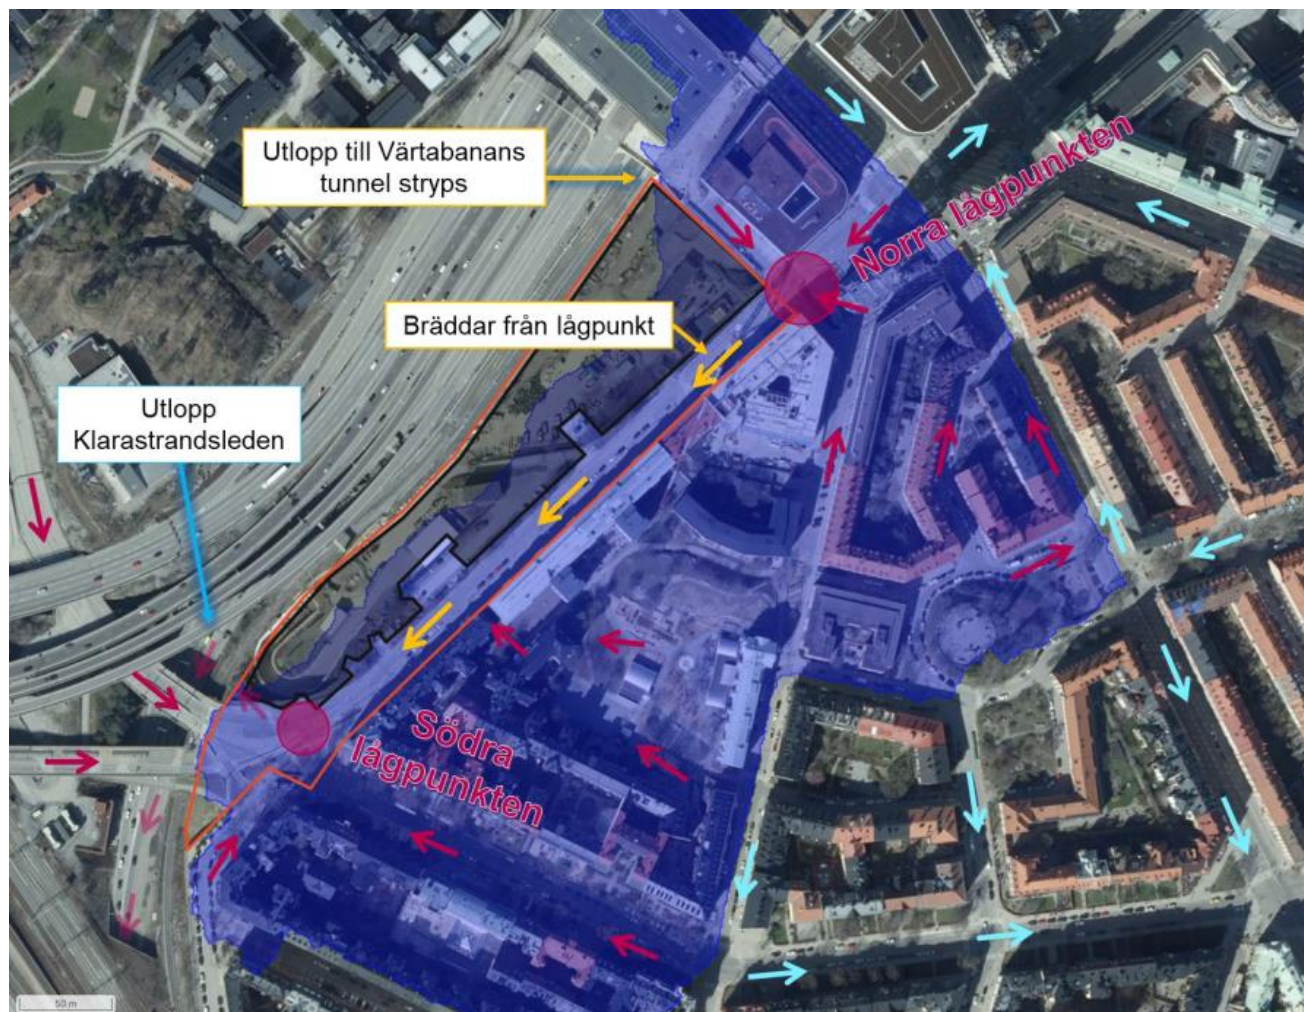 Utlopp till Värtabanans
tunnel stryps
Norra lågpunkten
Bräddar från lågpunkt
Utlopp
Klarastrandsleden
Södra
lågpunkten
50 m